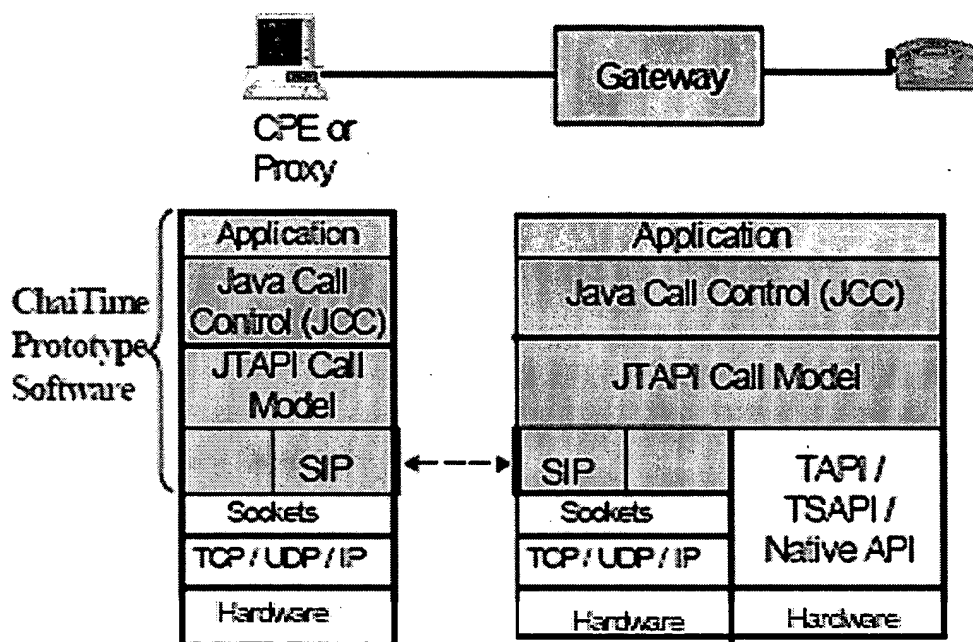 Gateway
CPE or
Proxy
ChaiTime
Prototype
Software
Application
Java Call
Control (JCC)
JTAPI Call
Model
SIP
Sockets
TCP / UDP / IP
Hardware
Application
Java Call Control (JCC)
JTAPI Call Model
SIP
Sockets
TCP / UDP / IP
Hardware
TAPI /
TSAPI /
Native API
Hardware